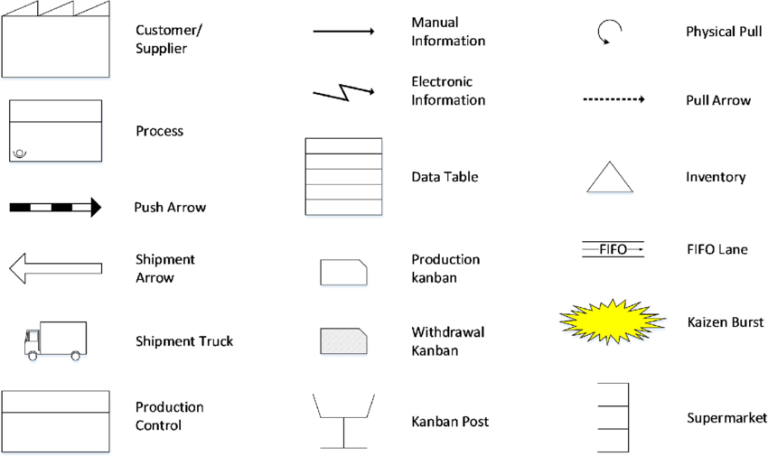 Customer/
Supplier
Process
Push Arrow
Shipment
Arrow
Shipment Truck
Production
Control
Manual
Information
Electronic
Information
Data Table
Production
kanban
Withdrawal
Kanban
Kanban Post
Physical Pull
Pull Arrow
Inventory
FIFO
FIFO Lane
Kaizen Burst
Supermarket